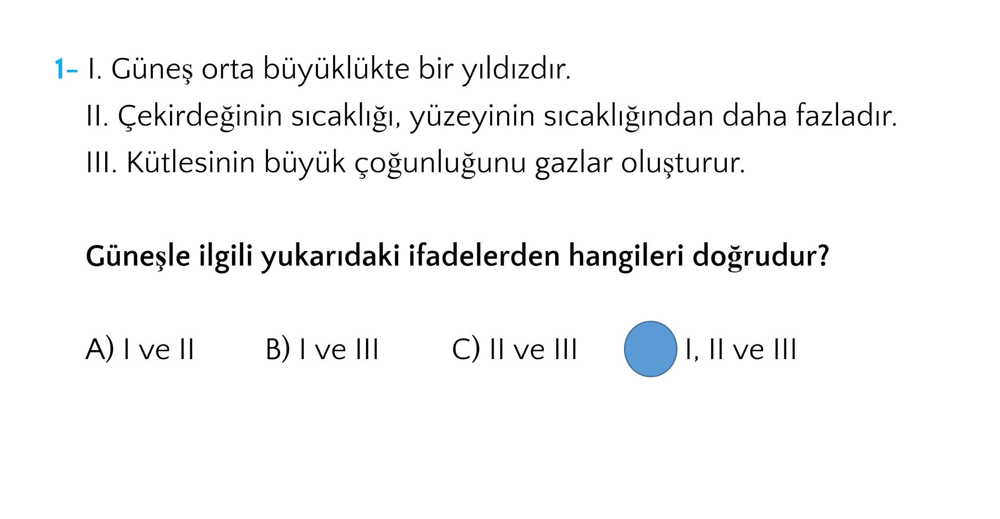 1- I. Güneş orta büyüklükte bir yıldızdır.
II. Çekirdeğinin sıcaklığı, yüzeyinin sıcaklığından daha fazladır.
III. Kütlesinin büyük çoğunluğunu gazlar oluşturur.
Güneşle ilgili yukarıdaki ifadelerden hangileri doğrudur?
A) I ve II B) I ve III C) II ve III I, II ve III